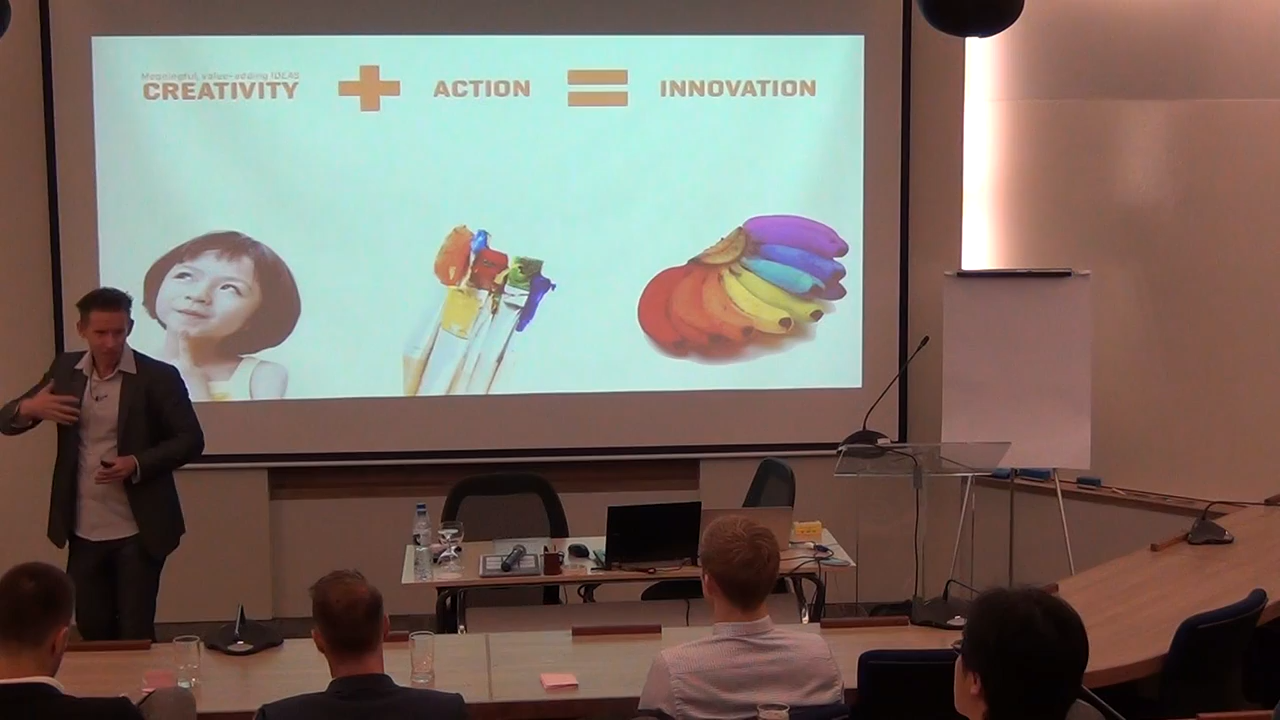 Meaningful, value-adding IDEAS
CREATIVITY + ACTION = INNOVATION